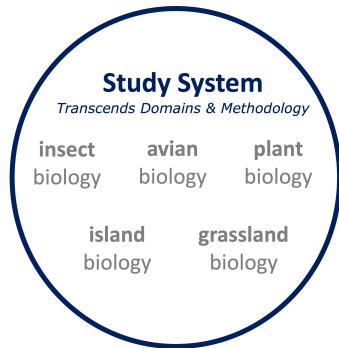 Study System
Transcends Domains & Methodology
insect avian plant
biology biology biology
island grassland
biology biology